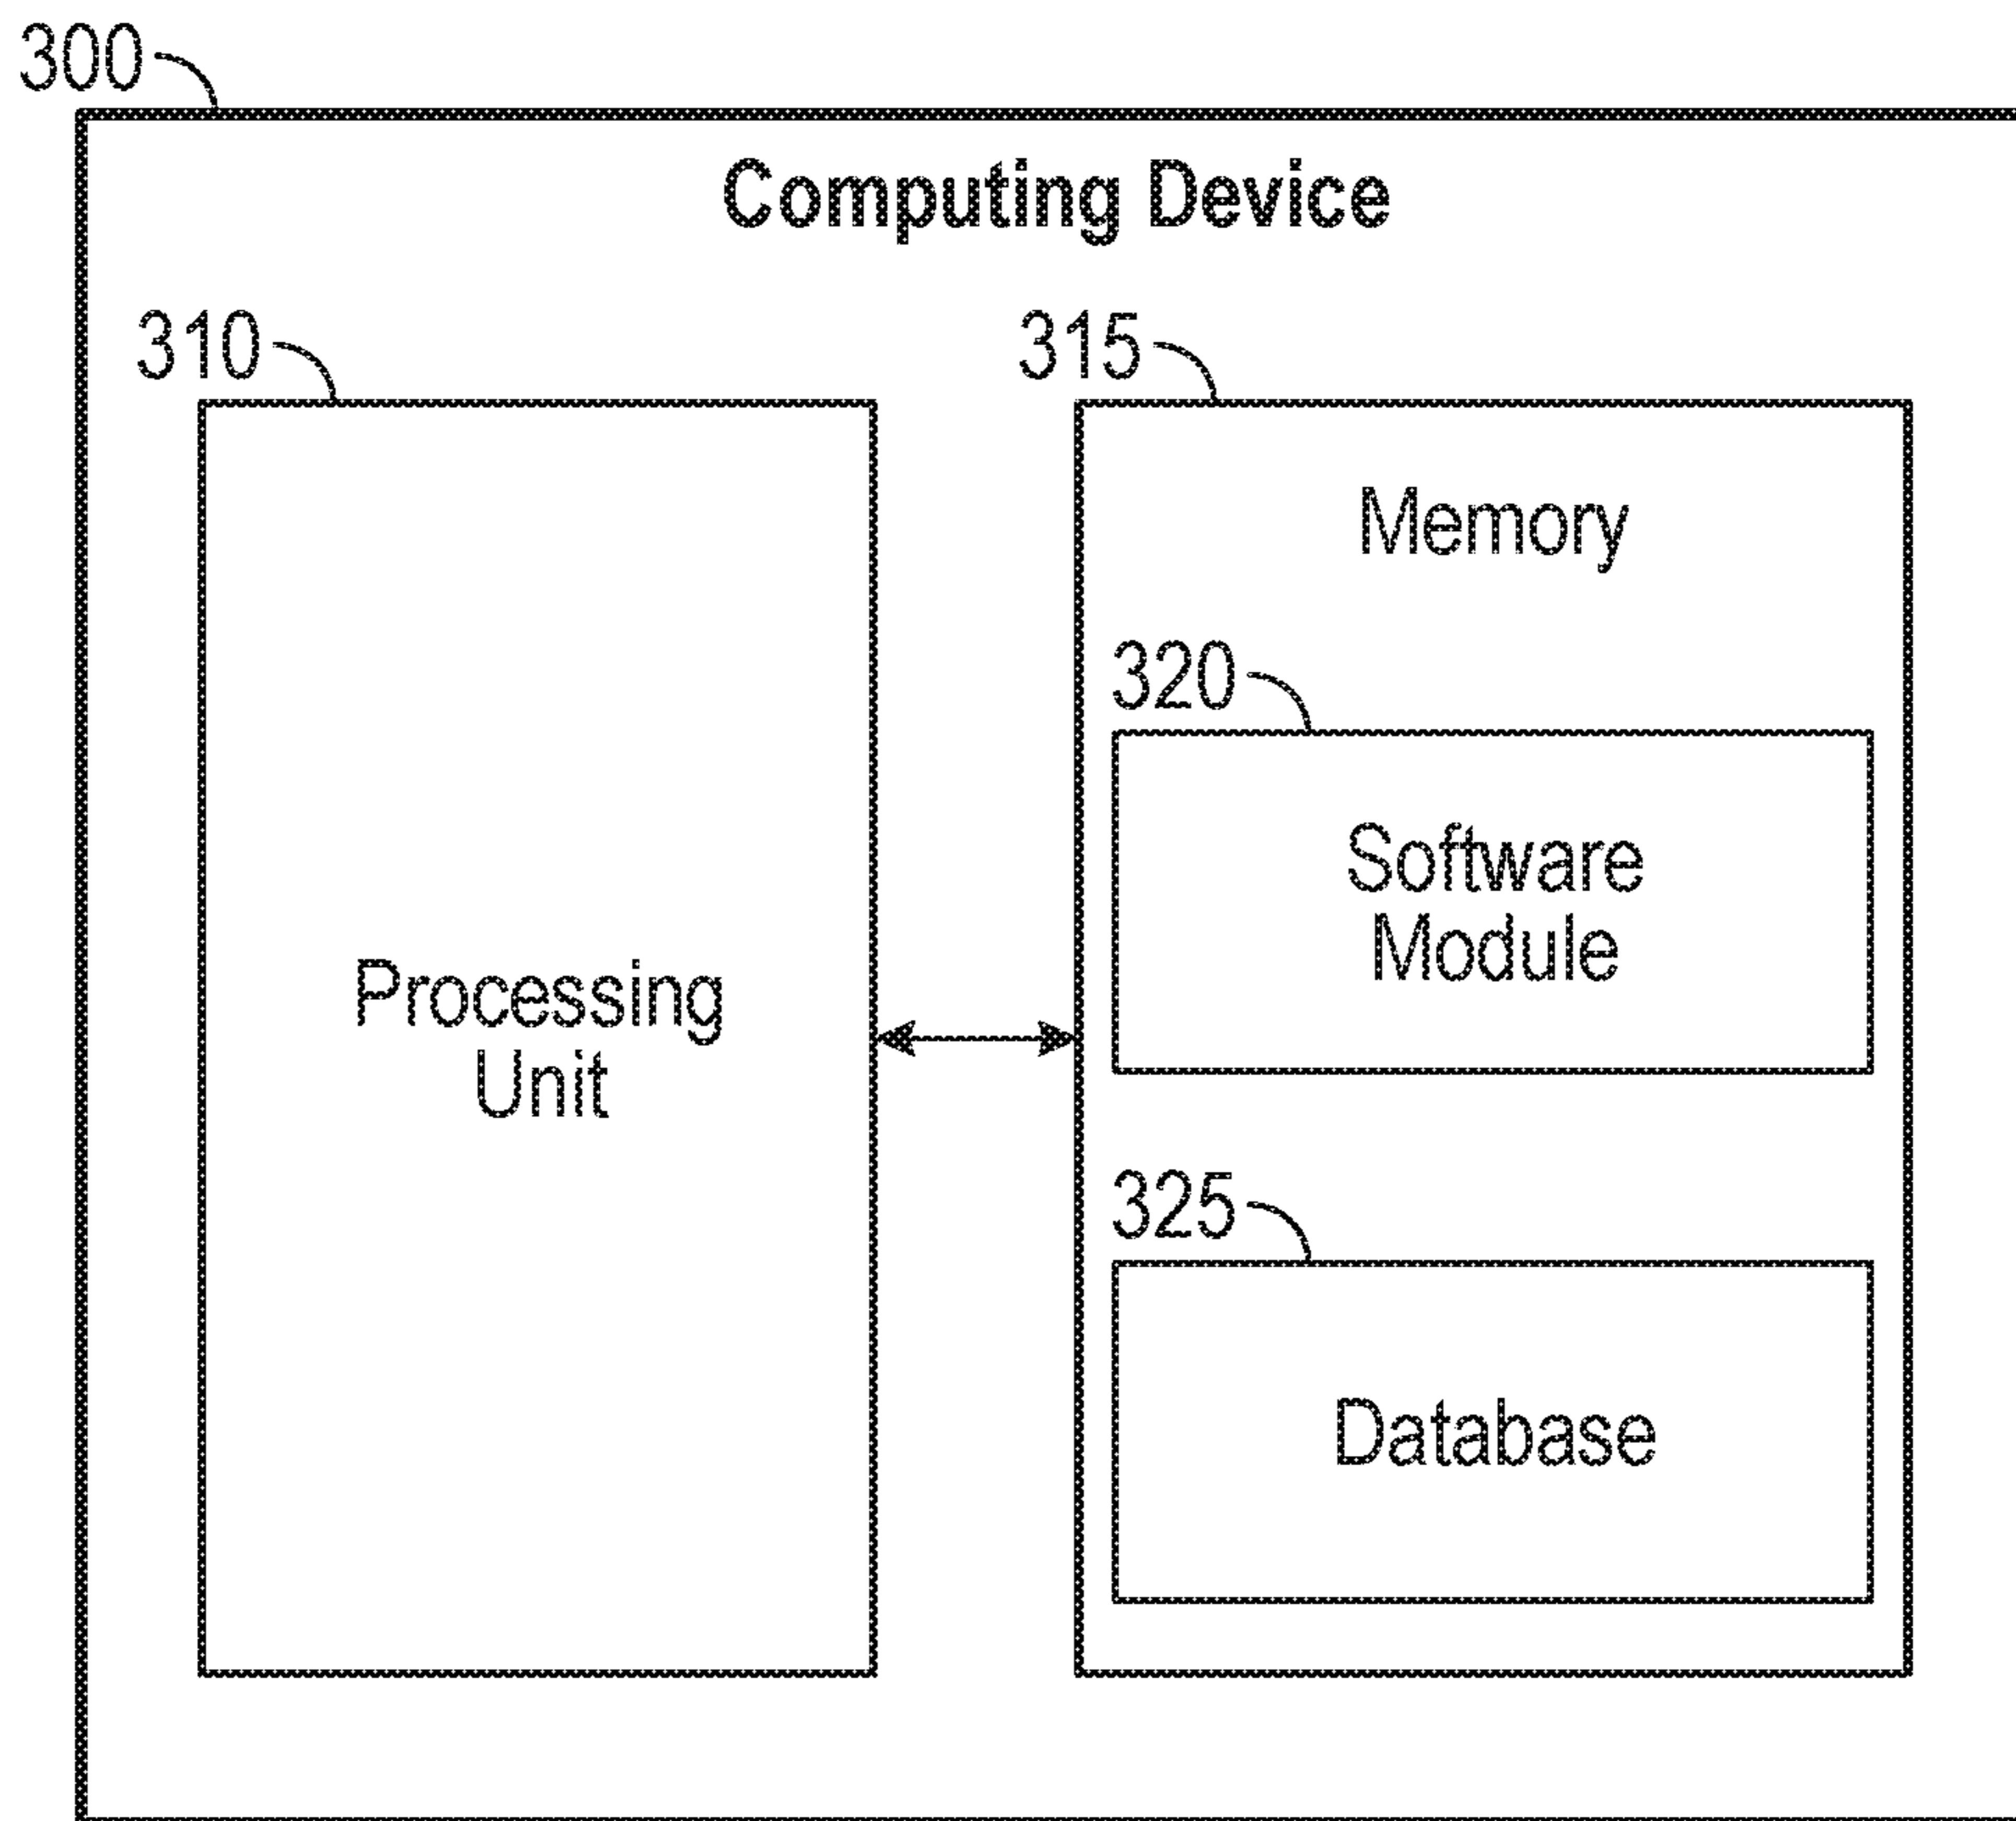 300
Computing Device
310
315
Memory
320
Software
Module
Processing
Unit
325
Database